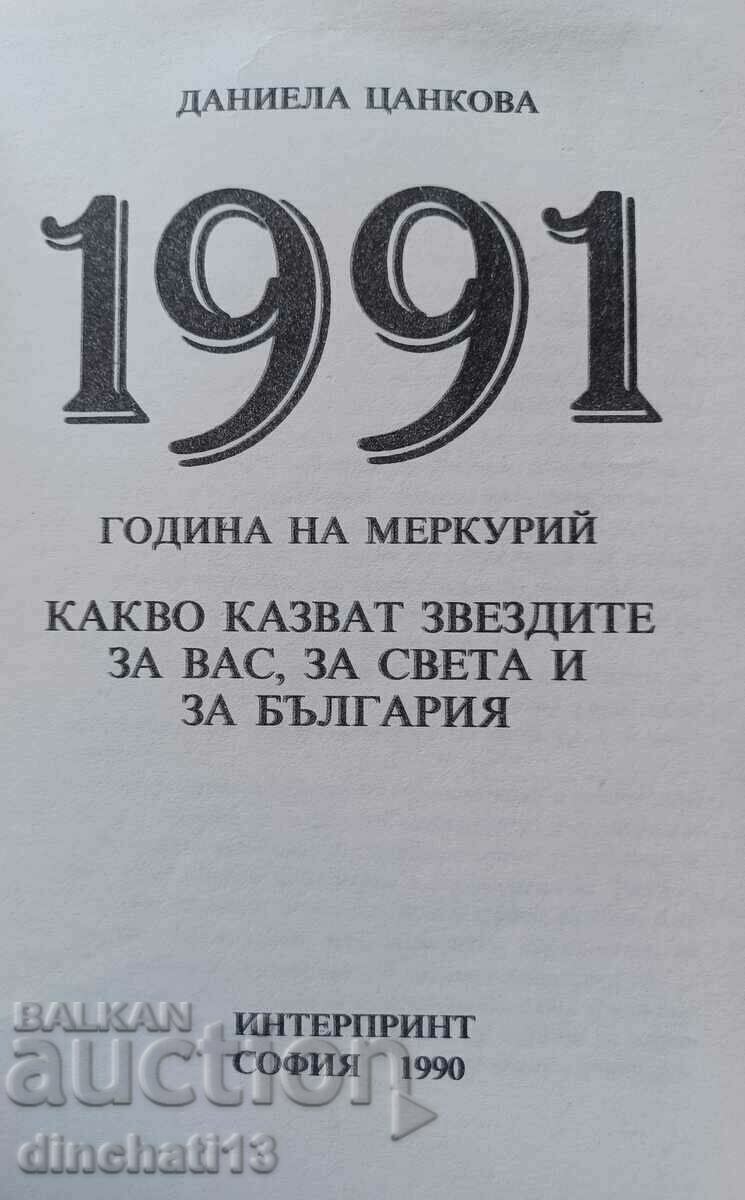 ДАНИЕЛА ЦАНКОВА
1991
ГОДИНА НА МЕРКУРИЙ
КАКВО КАЗВАТ ЗВЕЗДИТЕ
ЗА ВАС, ЗА СВЕТА И
ЗА БЪЛГАРИЯ
ИНТЕРПРИНТ
СОФИЯ 1990
BALKAN
auction
dinchati13